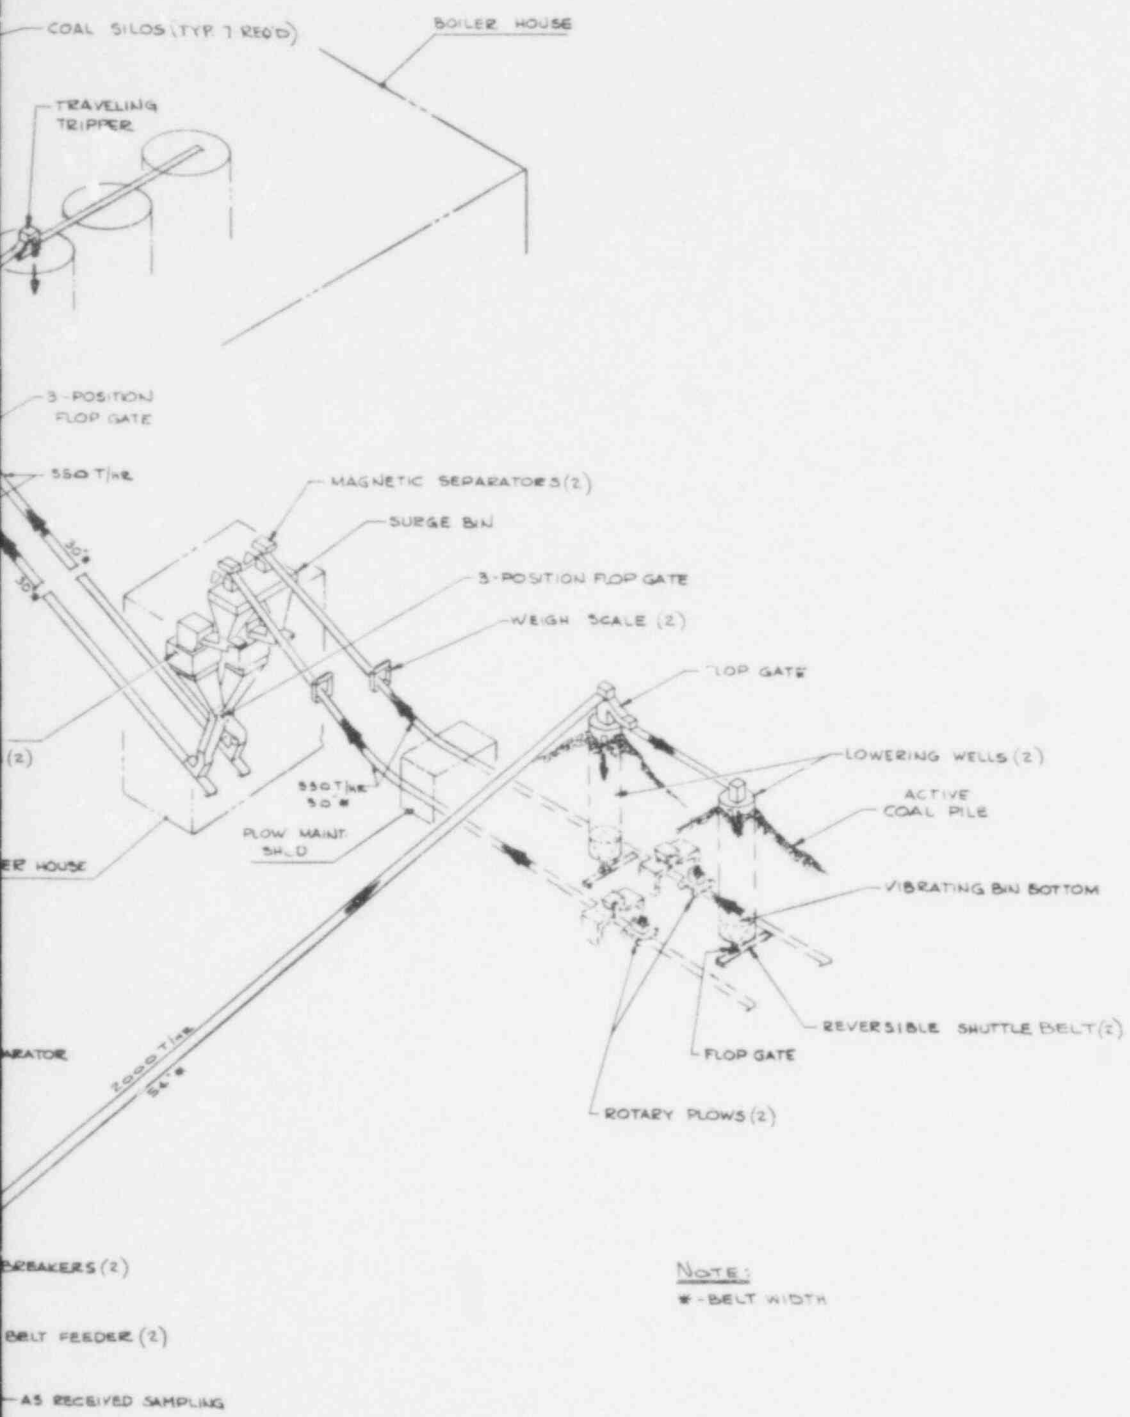 COAL SILOS (TYP. 7 REQ'D)
BOILER HOUSE
TRAVELING
TRIPPER
3-POSITION
FLOP GATE
550 T/HR
MAGNETIC SEPARATORS (2)
SURGE BIN
30"*
30"*
3-POSITION FLOP GATE
WEIGH SCALE (2)
LOP GATE
(2)
LOWERING WELLS (2)
ACTIVE
COAL PILE
550 T/HR
30"*
PLOW MAINT.
ER HOUSE
VIBRATING BIN BOTTOM
2000 T/HR
REVERSIBLE SHUTTLE BELT (2)
ARATOR
FLOP GATE
ROTARY PLOWS (2)
BREAKERS (2)
NOTE:
*-BELT WIDTH
BELT FEEDER (2)
AS RECEIVED SAMPLING